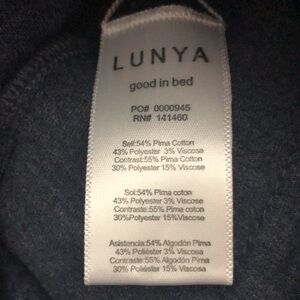 LUNYA
good in bed
PO# 0000945
RN# 141460
Self:54% Pima Cotton
43% Polyester 3% Viscose
Contrast:55% Pima Cotton
30% Polyester 15% Viscose
Soi:54% Pima coton
43% Polyester 3% Viscose
Contraste:55% Pima coton
30%Polyester 15%Viscose
Asistencia:54% Algodón Pima
43% Poliéster 3% Viscosa
Contraste:55% Algodón Pima
30% Poliéster 15% Viscosa